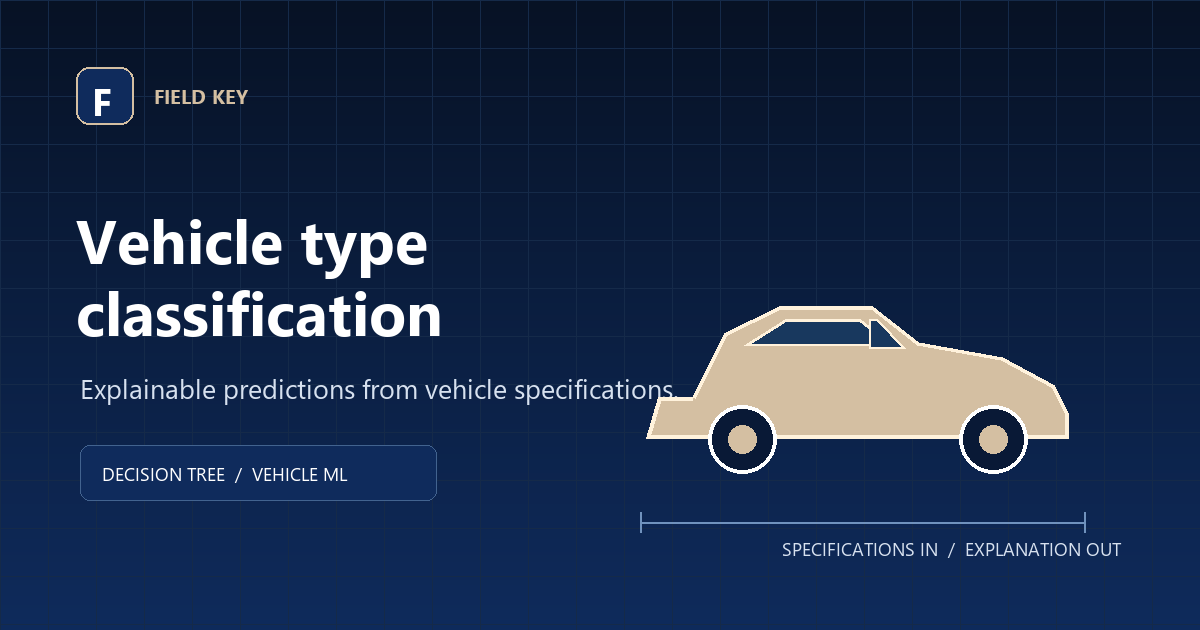 F
FIELD KEY
Vehicle type
classification
Explainable predictions from vehicle specifications.
DECISION TREE / VEHICLE ML
SPECIFICATIONS IN / EXPLANATION OUT